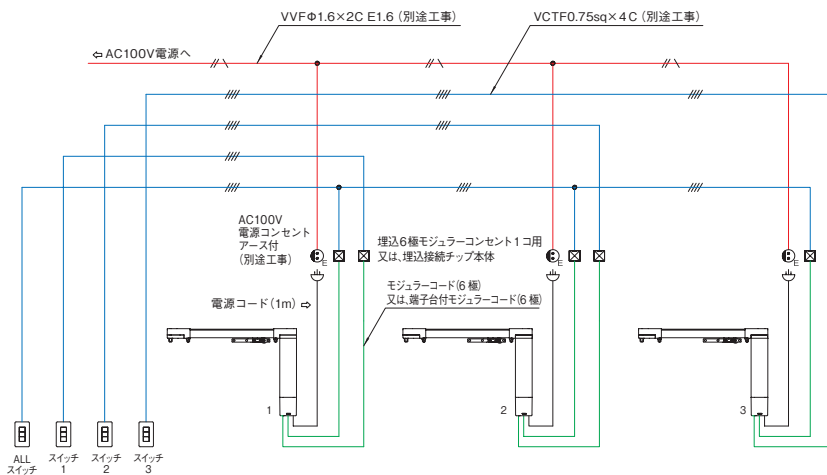 VVFΦ1.6×2C E1.6（別途工事）
VCTF0.75sq×4C（別途工事）
⇦AC100V電源へ
AC100V
電源コンセント
アース付
（別途工事）
E
埋込6極モジュラーコンセント1コ用
又は、埋込接続チップ本体
E
E
モジュラーコード（6極）
又は、端子台付モジュラーコード（6極）
電源コード（1m）⇨
1
2
3
ALL
スイッチ
スイッチ
1
スイッチ
2
スイッチ
3